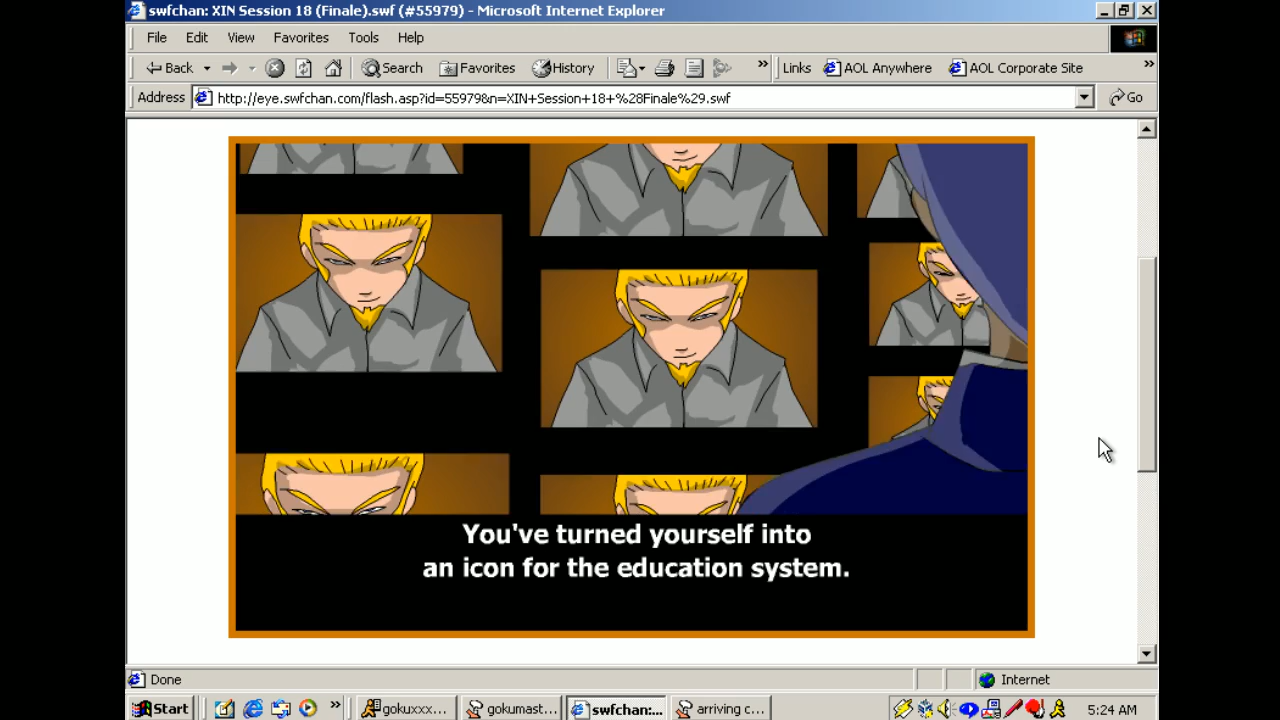 swfchan: XIN Session 18 (Finale).swf (#55979) - Microsoft Internet Explorer
File Edit View Favorites Tools Help
Back Search Favorites History » Links AOL Anywhere AOL Corporate Site »
Address http://eye.swfchan.com/flash.asp?id=55979&n=XIN+Session+18+%28Finale%29.swf Go
You've turned yourself into
an icon for the education system.
Done Internet
Start » gokuxxx... gokumast... swfchan:... arriving c... 5:24 AM